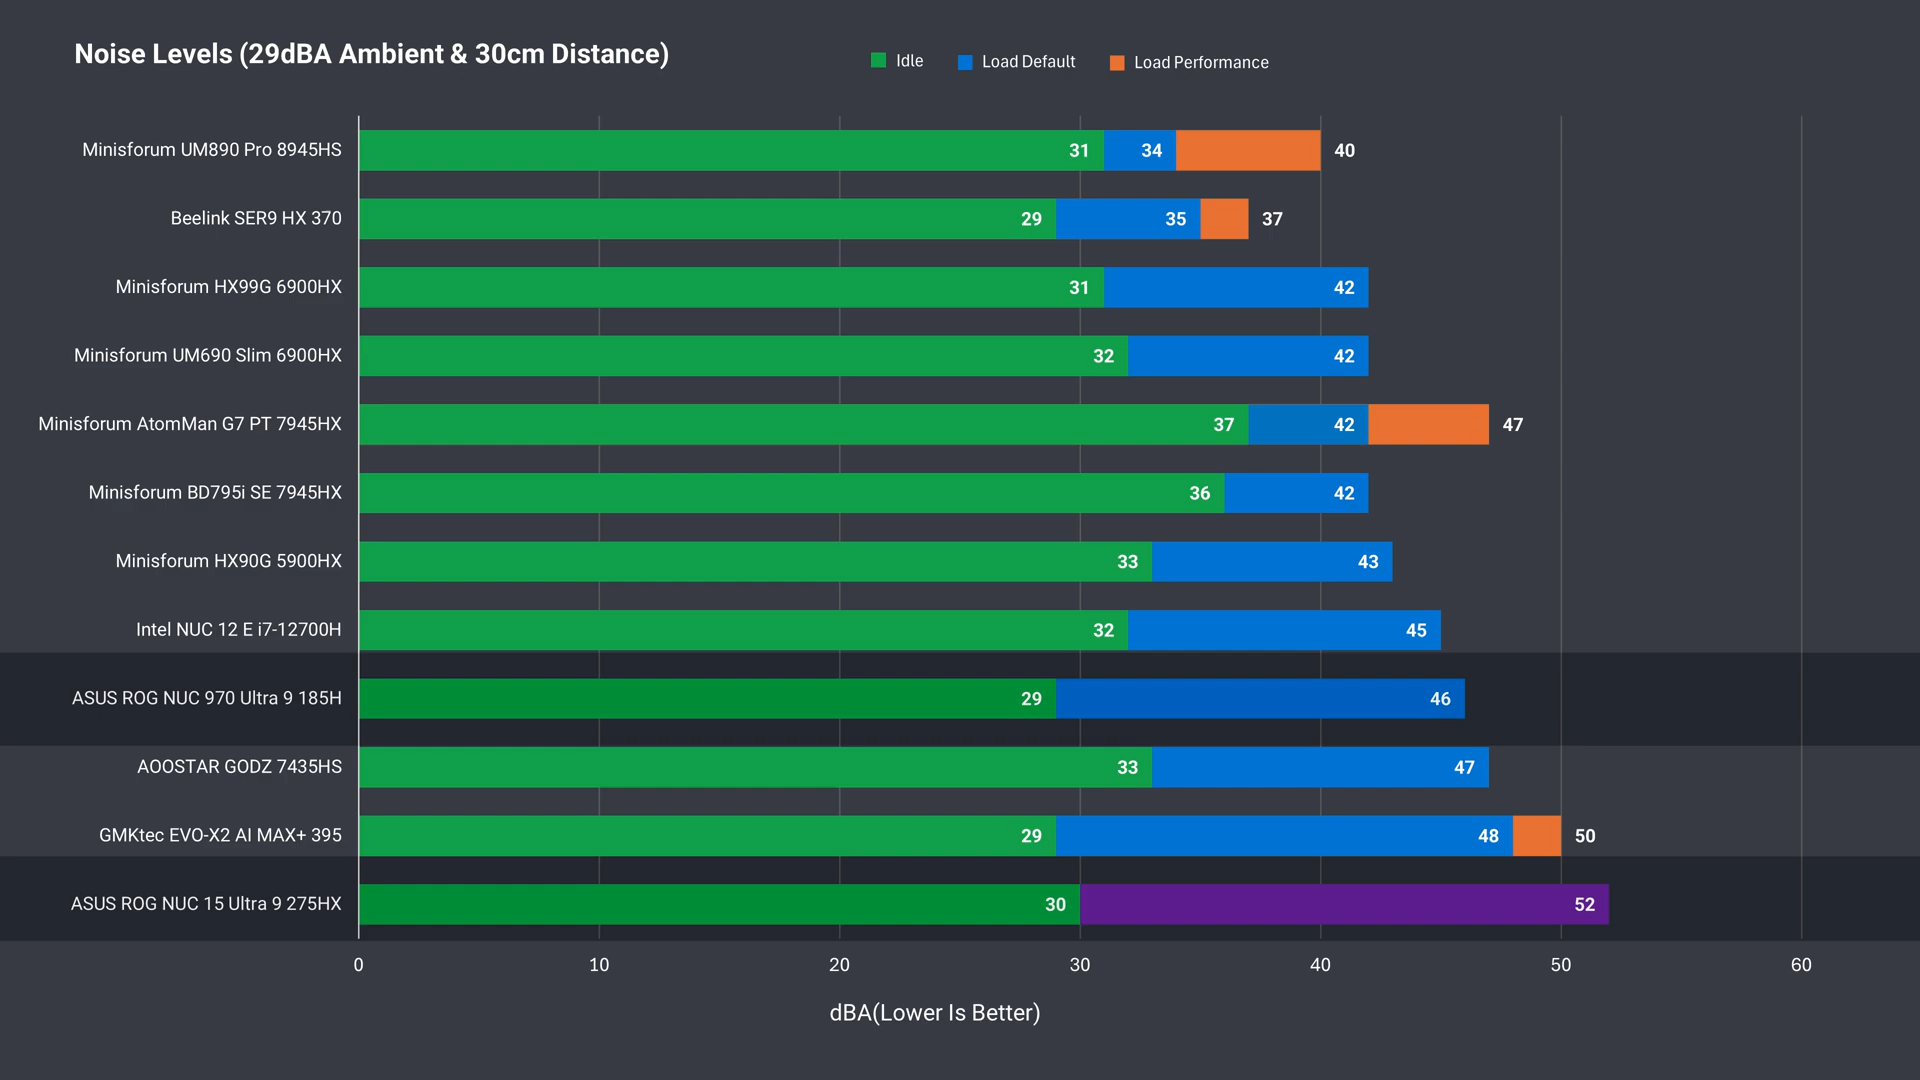 Noise Levels (29dBA Ambient & 30cm Distance)
Idle Load Default Load Performance
Minisforum UM890 Pro 8945HS 31 34 40
Beelink SER9 HX 370 29 35 37
Minisforum HX99G 6900HX 31 42
Minisforum UM690 Slim 6900HX 32 42
Minisforum AtomMan G7 PT 7945HX 37 42 47
Minisforum BD795i SE 7945HX 36 42
Minisforum HX90G 5900HX 33 43
Intel NUC 12 E i7-12700H 32 45
ASUS ROG NUC 970 Ultra 9 185H 29 46
AOOSTAR GODZ 7435HS 33 47
GMKtec EVO-X2 AI MAX+ 395 29 48 50
ASUS ROG NUC 15 Ultra 9 275HX 30 52
0 10 20 30 40 50 60
dBA(Lower Is Better)